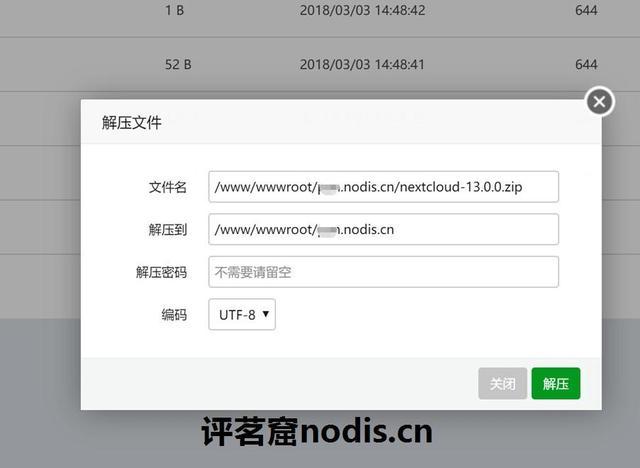 1 B 2018/03/03 14:48:42 644
52 B 2018/03/03 14:48:41 644
解压文件
文件名 /www/wwwroot/ .nodis.cn/nextcloud-13.0.0.zip
解压到 /www/wwwroot/ .nodis.cn
解压密码 不需要请留空
编码 UTF-8
关闭 解压
评茗窟nodis.cn